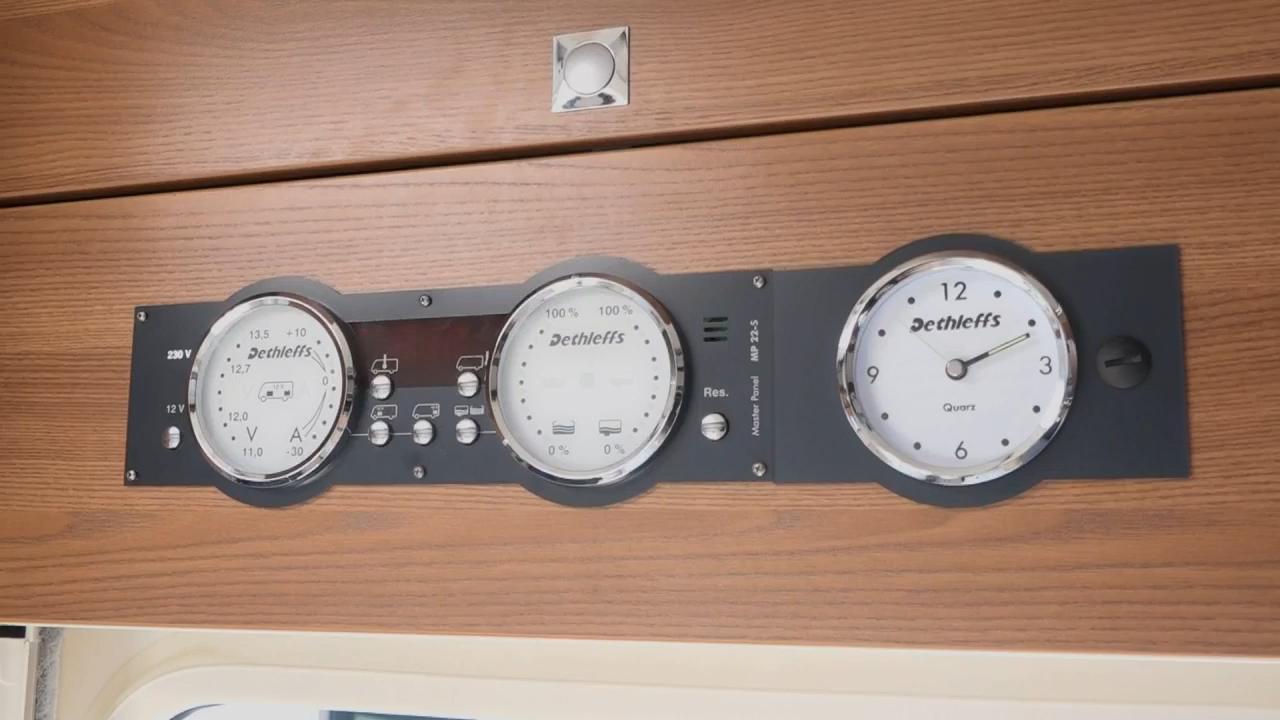 230 V
12 V
13,5 +10
Dethleffs
12,7
0
12,0
V A
11,0 -30
100 % 100 %
Dethleffs
0 % 0 %
Res.
Master Panel MP 22-S
12
Dethleffs
9 3
Quarz
6